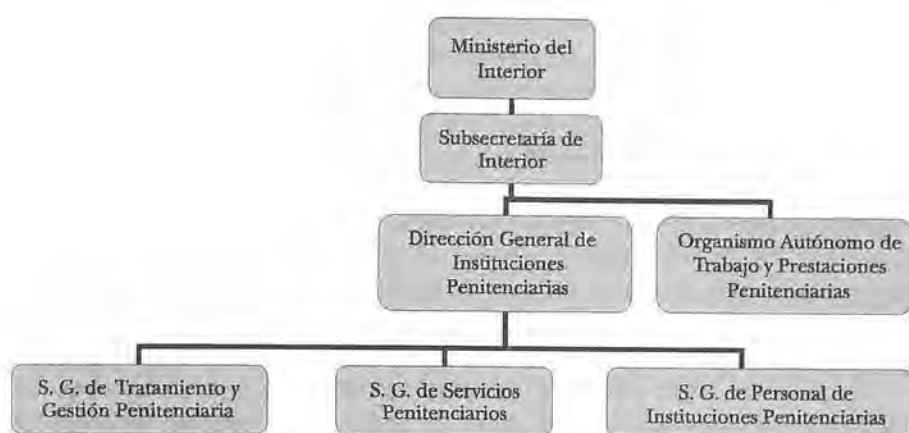 Ministerio del
Interior
Subsecretaría de
Interior
Dirección General de
Instituciones
Penitenciarias
Organismo Autónomo de
Trabajo y Prestaciones
Penitenciarias
S. G. de Tratamiento y
Gestión Penitenciaria
S. G. de Servicios
Penitenciarios
S. G. de Personal de
Instituciones Penitenciarias